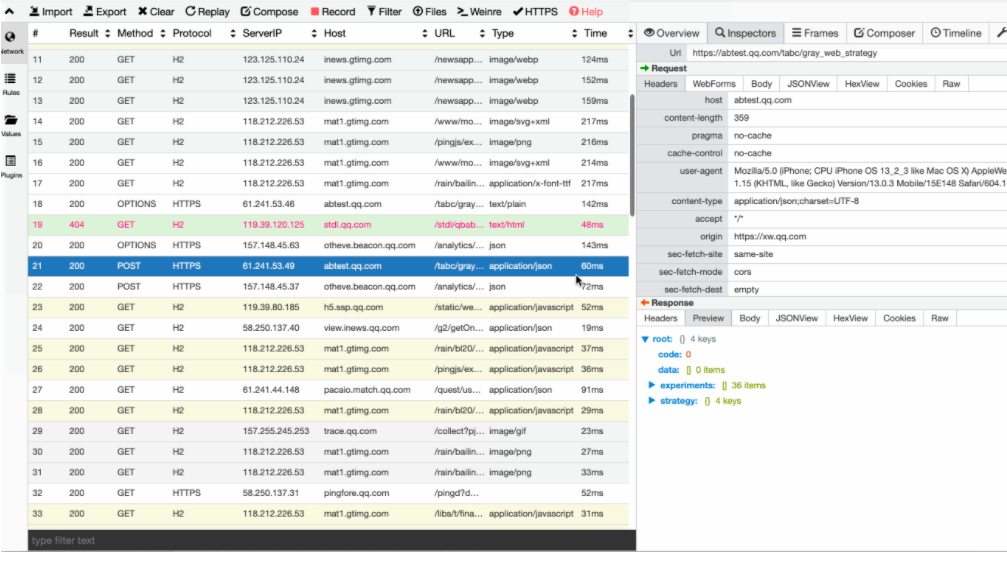 Import Export Clear Replay Compose Record Filter Files Weinre HTTPS Help
Network
Rules
Values
Plugins
# Result Method Protocol ServerIP Host URL Type Time
11 200 GET H2 123.125.110.24 inews.gtimg.com /newsapp... image/webp 124ms
12 200 GET H2 123.125.110.24 inews.gtimg.com /newsapp... image/webp 152ms
13 200 GET H2 123.125.110.24 inews.gtimg.com /newsapp... image/webp 159ms
14 200 GET H2 118.212.226.53 mat1.gtimg.com /www/mo... image/svg+xml 217ms
15 200 GET H2 118.212.226.53 mat1.gtimg.com /pingjs/ex... image/png 216ms
16 200 GET H2 118.212.226.53 mat1.gtimg.com /www/mo... image/svg+xml 214ms
17 200 GET H2 118.212.226.53 mat1.gtimg.com /rain/bailin... application/x-font-ttf 217ms
18 200 OPTIONS HTTPS 61.241.53.46 abtest.qq.com /tabc/gray... text/plain 142ms
19 404 GET H2 119.39.120.125 stdl.qq.com /stdl/qbab... text/html 48ms
20 200 OPTIONS HTTPS 157.148.45.63 otheve.beacon.qq.com /analytics/... json 143ms
21 200 POST HTTPS 61.241.53.49 abtest.qq.com /tabc/gray... application/json 60ms
22 200 POST HTTPS 157.148.45.37 otheve.beacon.qq.com /analytics/... json 72ms
23 200 GET H2 119.39.80.185 h5.ssp.qq.com /static/we... application/javascript 52ms
24 200 GET H2 58.250.137.40 view.inews.qq.com /g2/getOn... application/json 19ms
25 200 GET H2 118.212.226.53 mat1.gtimg.com /rain/bl20/... application/javascript 37ms
26 200 GET H2 118.212.226.53 mat1.gtimg.com /pingjs/ex... application/javascript 36ms
27 200 GET H2 61.241.44.148 pacaio.match.qq.com /quest/us... application/json 91ms
28 200 GET H2 118.212.226.53 mat1.gtimg.com /rain/bl20/... application/javascript 29ms
29 200 GET H2 157.255.245.253 trace.qq.com /collect?pj... image/gif 23ms
30 200 GET H2 118.212.226.53 mat1.gtimg.com /rain/bailin... image/png 27ms
31 200 GET H2 118.212.226.53 mat1.gtimg.com /rain/bailin... image/png 33ms
32 200 GET HTTPS 58.250.137.31 pingfore.qq.com /pingd?d... 52ms
33 200 GET H2 118.212.226.53 mat1.gtimg.com /libs/t/fina... application/javascript 31ms
type filter text
Overview Inspectors Frames Composer Timeline
Url https://abtest.qq.com/tabc/gray_web_strategy
Request
Headers WebForms Body JSONView HexView Cookies Raw
host abtest.qq.com
content-length 359
pragma no-cache
cache-control no-cache
user-agent Mozilla/5.0 (iPhone; CPU iPhone OS 13_2_3 like Mac OS X) AppleWe
1.15 (KHTML, like Gecko) Version/13.0.3 Mobile/15E148 Safari/604.1
content-type application/json;charset=UTF-8
accept */*
origin https://xw.qq.com
sec-fetch-site same-site
sec-fetch-mode cors
sec-fetch-dest empty
Response
Headers Preview Body JSONView HexView Cookies Raw
root: {} 4 keys
code: 0
data: [] 0 items
experiments: [] 36 items
strategy: {} 4 keys